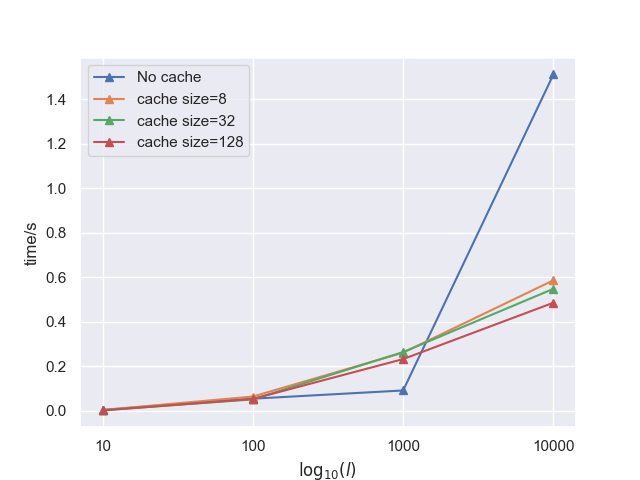 No cache
cache size=8
cache size=32
cache size=128
time/s
1.4
1.2
1.0
0.8
0.6
0.4
0.2
0.0
10 100 1000 10000
log₁₀(l)